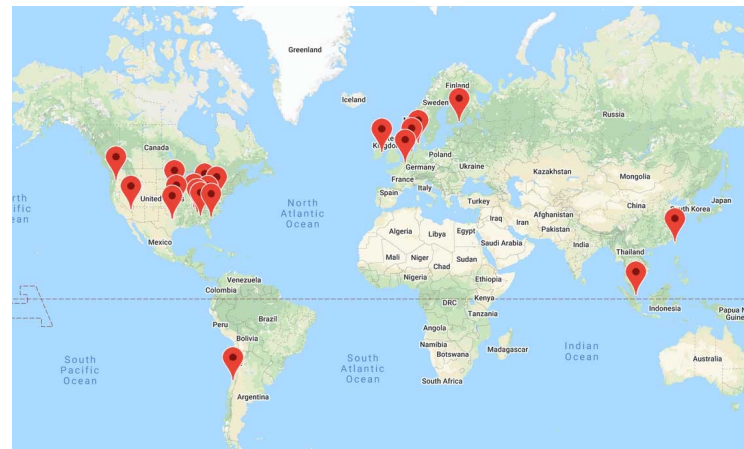 Greenland
Iceland
Finland
Sweden
Russia
Canada
Poland
Germany
Ukraine
France
Kazakhstan
Mongolia
Spain
Italy
Turkey
United
North
Atlantic
Ocean
Iraq
Iran
Afghanistan
Pakistan
China
South Korea
Japan
Mexico
Algeria
Libya
Egypt
Saudi Arabia
India
Thailand
Mali
Niger
Chad
Sudan
Nigeria
Ethiopia
Venezuela
Colombia
DRC
Kenya
Tanzania
Indonesia
Papua N
Guine
Peru
Brazil
Bolivia
Angola
Namibia
Botswana
Madagascar
South
Pacific
Ocean
South
Atlantic
Ocean
Indian
Ocean
Australia
South Africa
Argentina